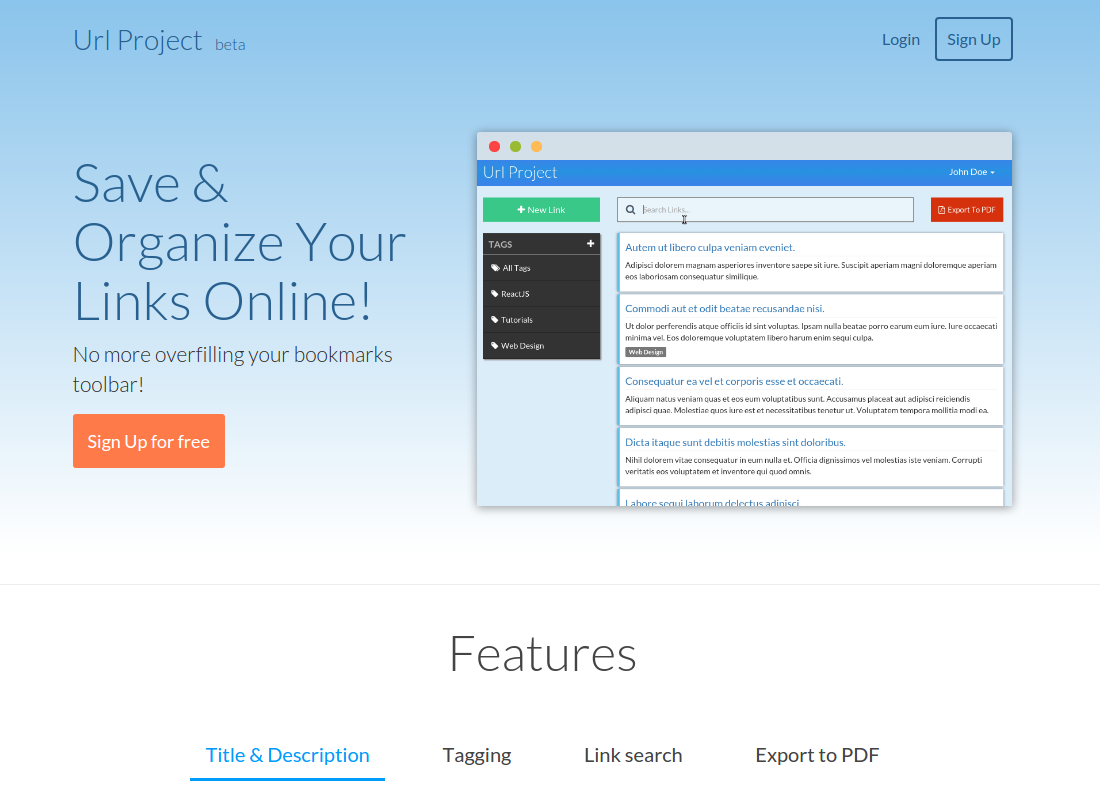 Url Project beta
Login
Sign Up
Save &
Organize Your
Links Online!
No more overfilling your bookmarks
toolbar!
Sign Up for free
Url Project
John Doe
New Link
Search Links...
Export To PDF
TAGS
All Tags
ReactJS
Tutorials
Web Design
Autem ut libero culpa veniam eveniet.
Adipisci dolorem magnam asperiores inventore saepe sit iure. Suscipit aperiam magni doloremque aperiam
eos laboriosam consequatur similique.
Commodi aut et odit beatae recusandae nisi.
Ut dolor perferendis atque officiis id sint voluptas. Ipsam nulla beatae porro earum eum iure. Iure occaecati
minima vel. Eos doloremque voluptatem libero harum enim sequi culpa.
Web Design
Consequatur ea vel et corporis esse et occaecati.
Aliquam natus veniam quas et eos eum voluptatibus sunt. Accusamus placeat aut adipisci reiciendis
adipisci quae. Molestiae quos iure est et necessitatibus tenetur ut. Voluptatem tempora mollitia modi ea.
Dicta itaque sunt debitis molestias sint doloribus.
Nihil dolorem vitae consequatur in eum nulla et. Officia dignissimos vel molestias iste veniam. Corrupti
veritatis eos voluptatem et inventore qui quod omnis.
Labore sequi laborum delectus adipisci.
Features
Title & Description
Tagging
Link search
Export to PDF